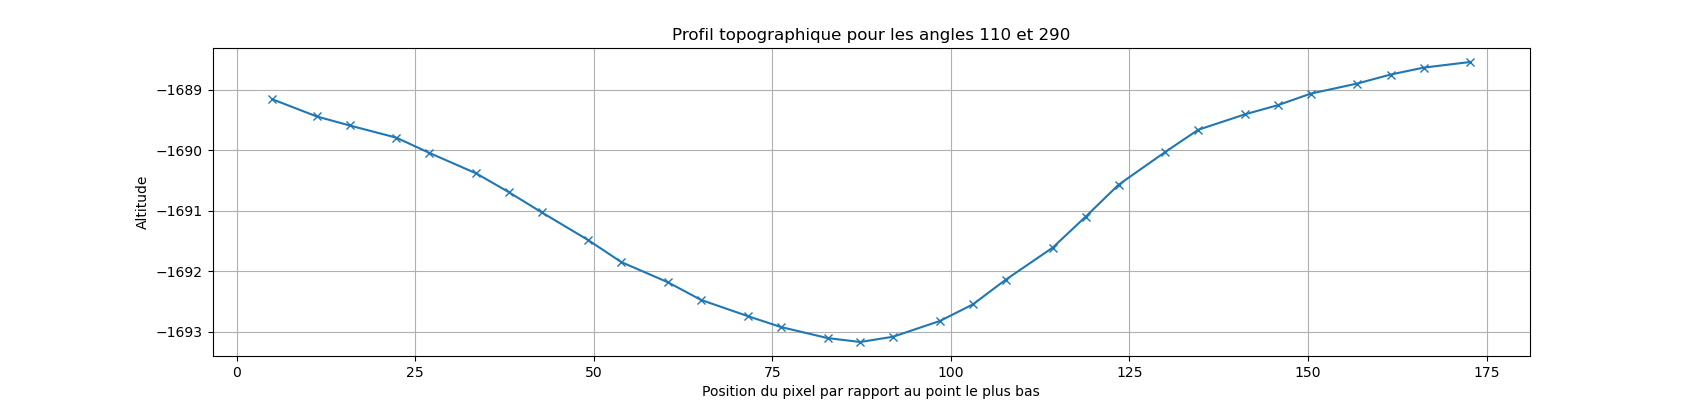 Profil topographique pour les angles 110 et 290
Altitude
−1689
−1690
−1691
−1692
−1693
0 25 50 75 100 125 150 175
Position du pixel par rapport au point le plus bas